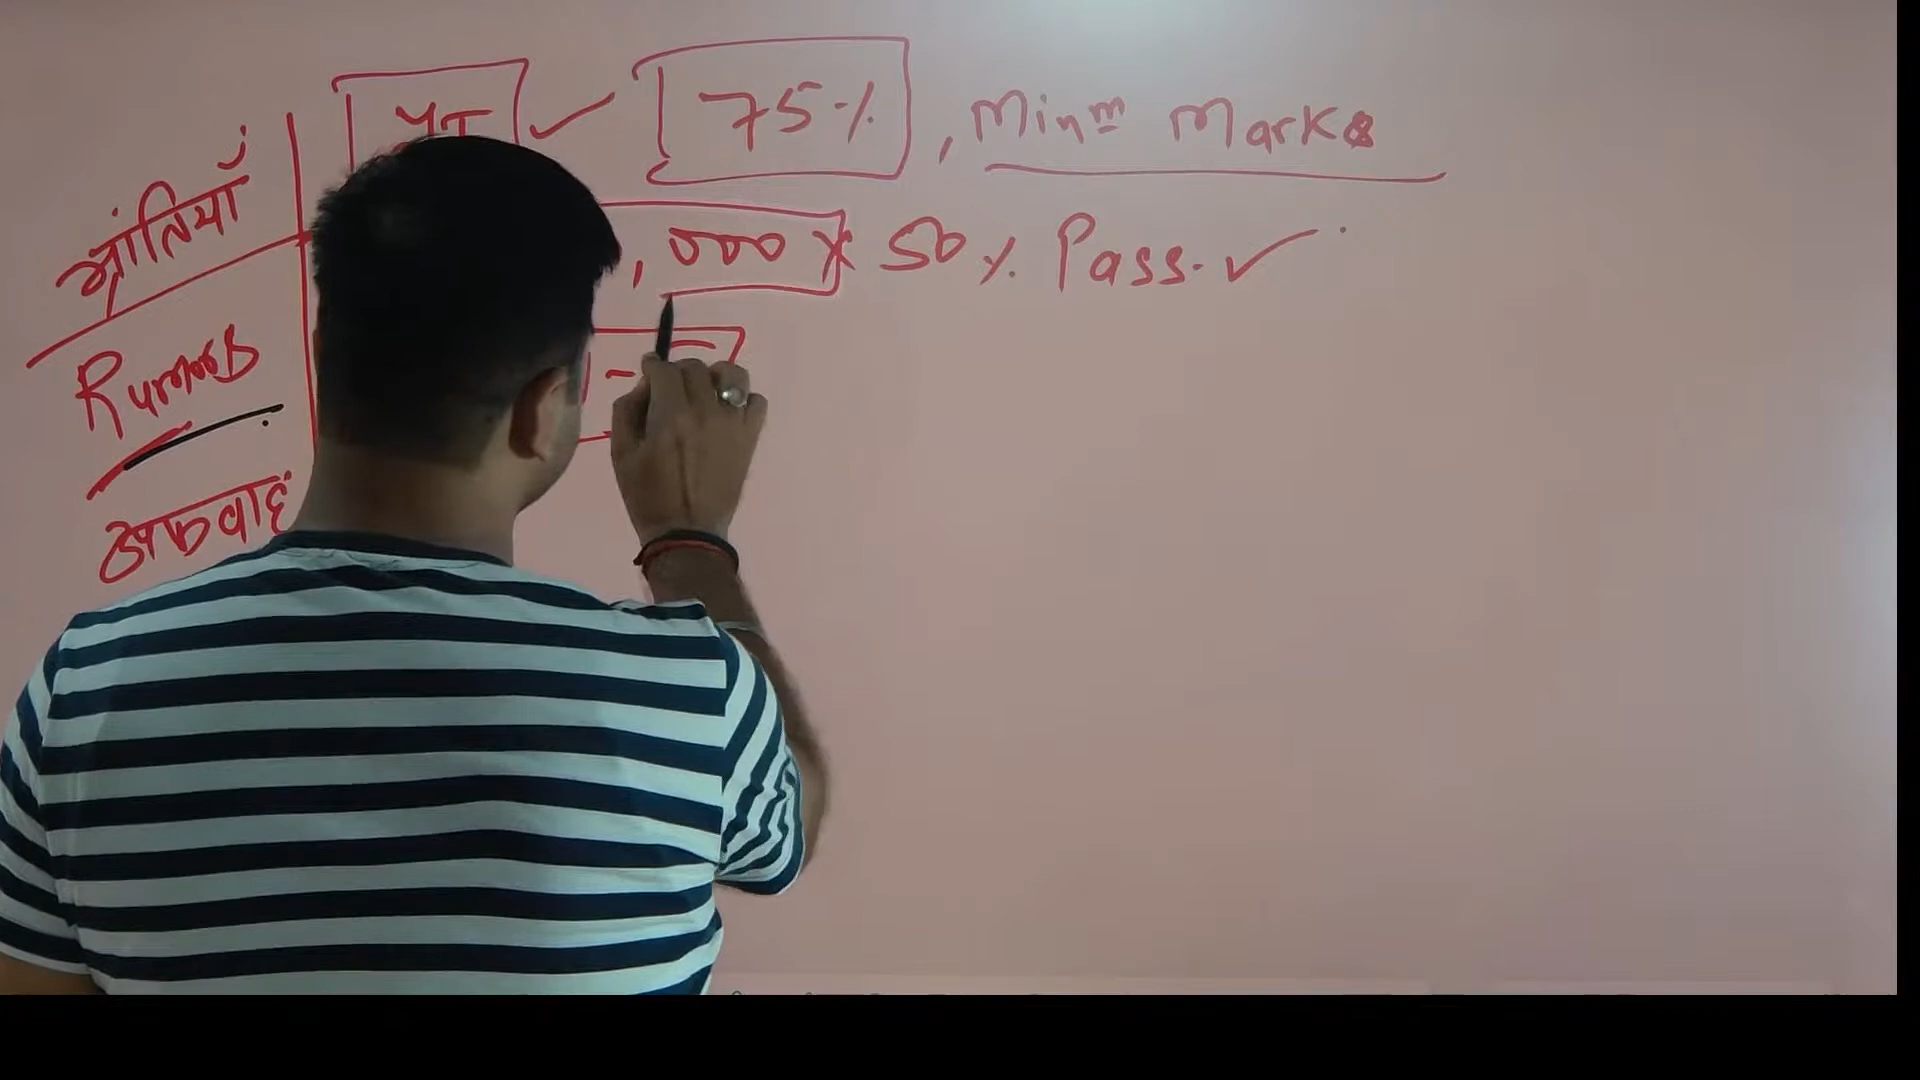 75%, Minm Marks
,000 X 50% Pass.
भ्रांतियाँ
Rumors
अफवाह